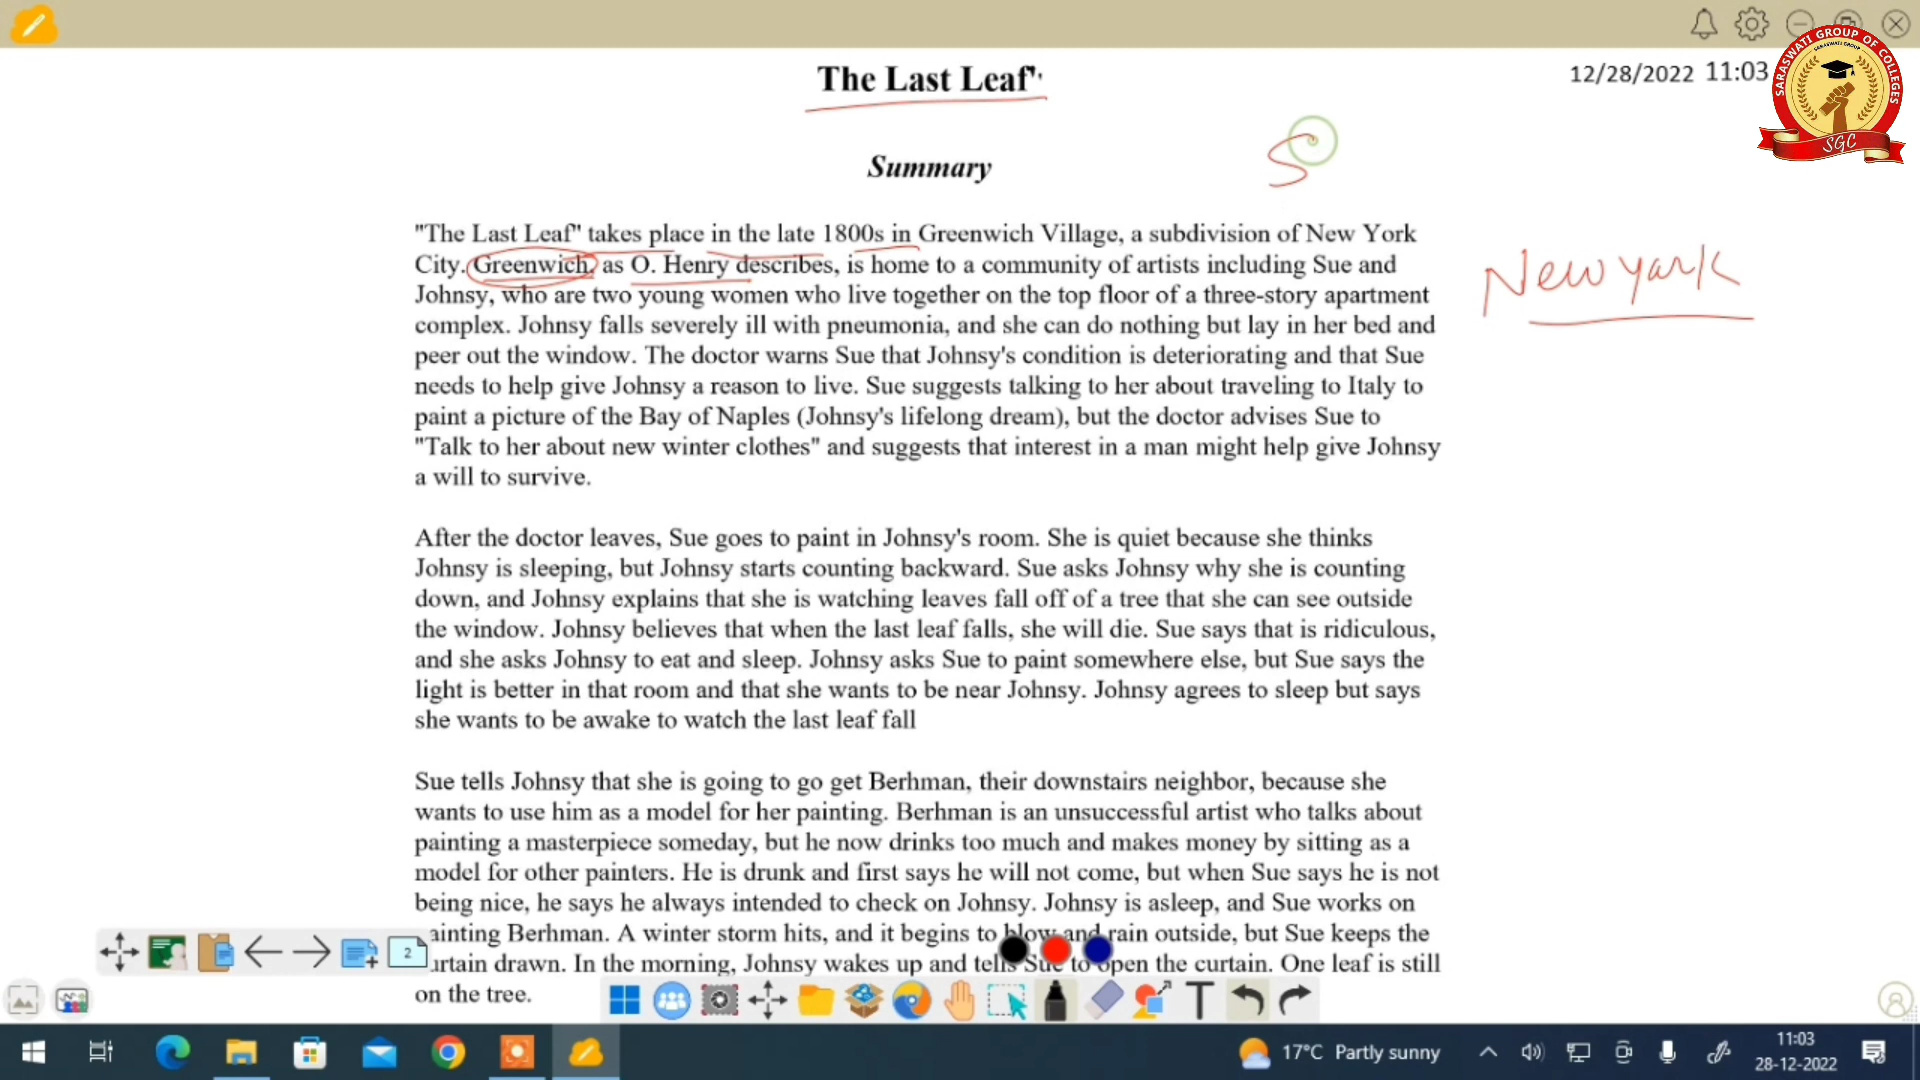 The Last Leaf"
12/28/2022 11:03
SARASWATI GROUP OF COLLEGES
SARASWATI GROUP
SGC
S
Summary
"The Last Leaf" takes place in the late 1800s in Greenwich Village, a subdivision of New York
City. Greenwich, as O. Henry describes, is home to a community of artists including Sue and
Johnsy, who are two young women who live together on the top floor of a three-story apartment
complex. Johnsy falls severely ill with pneumonia, and she can do nothing but lay in her bed and
peer out the window. The doctor warns Sue that Johnsy's condition is deteriorating and that Sue
needs to help give Johnsy a reason to live. Sue suggests talking to her about traveling to Italy to
paint a picture of the Bay of Naples (Johnsy's lifelong dream), but the doctor advises Sue to
"Talk to her about new winter clothes" and suggests that interest in a man might help give Johnsy
a will to survive.
New yark
After the doctor leaves, Sue goes to paint in Johnsy's room. She is quiet because she thinks
Johnsy is sleeping, but Johnsy starts counting backward. Sue asks Johnsy why she is counting
down, and Johnsy explains that she is watching leaves fall off of a tree that she can see outside
the window. Johnsy believes that when the last leaf falls, she will die. Sue says that is ridiculous,
and she asks Johnsy to eat and sleep. Johnsy asks Sue to paint somewhere else, but Sue says the
light is better in that room and that she wants to be near Johnsy. Johnsy agrees to sleep but says
she wants to be awake to watch the last leaf fall
Sue tells Johnsy that she is going to go get Berhman, their downstairs neighbor, because she
wants to use him as a model for her painting. Berhman is an unsuccessful artist who talks about
painting a masterpiece someday, but he now drinks too much and makes money by sitting as a
model for other painters. He is drunk and first says he will not come, but when Sue says he is not
being nice, he says he always intended to check on Johnsy. Johnsy is asleep, and Sue works on
ainting Berhman. A winter storm hits, and it begins to blow and rain outside, but Sue keeps the
urtain drawn. In the morning, Johnsy wakes up and tells Sue to open the curtain. One leaf is still
on the tree.
2
T
17°C Partly sunny
11:03
28-12-2022